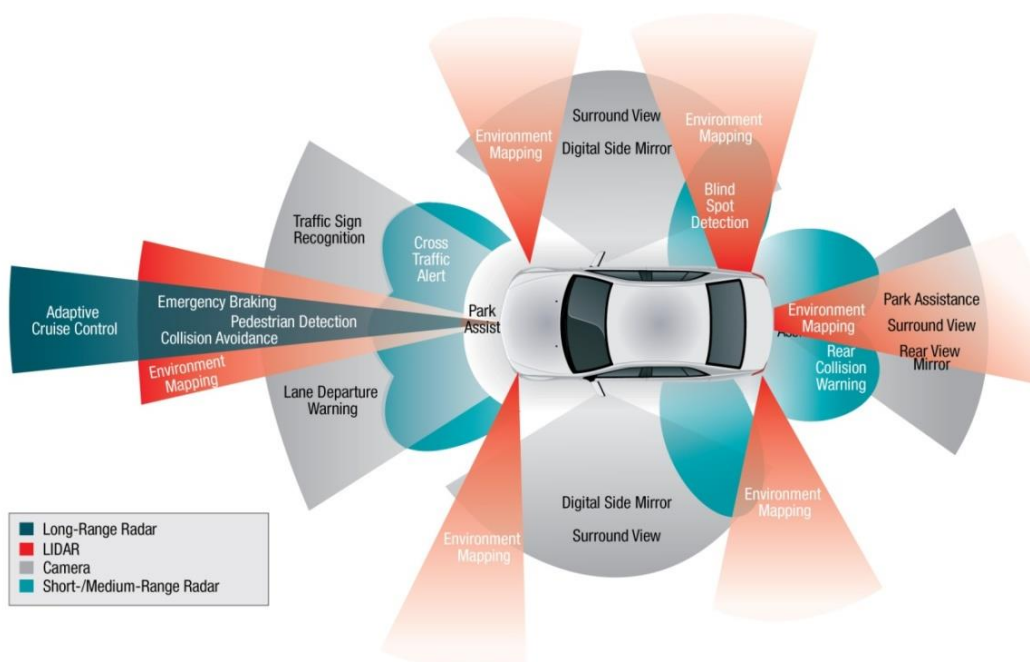 Surround View
Digital Side Mirror
Environment
Mapping
Environment
Mapping
Blind
Spot
Detection
Traffic Sign
Recognition
Cross
Traffic
Alert
Adaptive
Cruise Control
Emergency Braking
Pedestrian Detection
Collision Avoidance
Environment
Mapping
Lane Departure
Warning
Park
Assist
Environment
Mapping
Park Assistance
Surround View
Rear View
Mirror
Rear
Collision
Warning
Environment
Mapping
Digital Side Mirror
Surround View
Environment
Mapping
Long-Range Radar
LIDAR
Camera
Short-/Medium-Range Radar